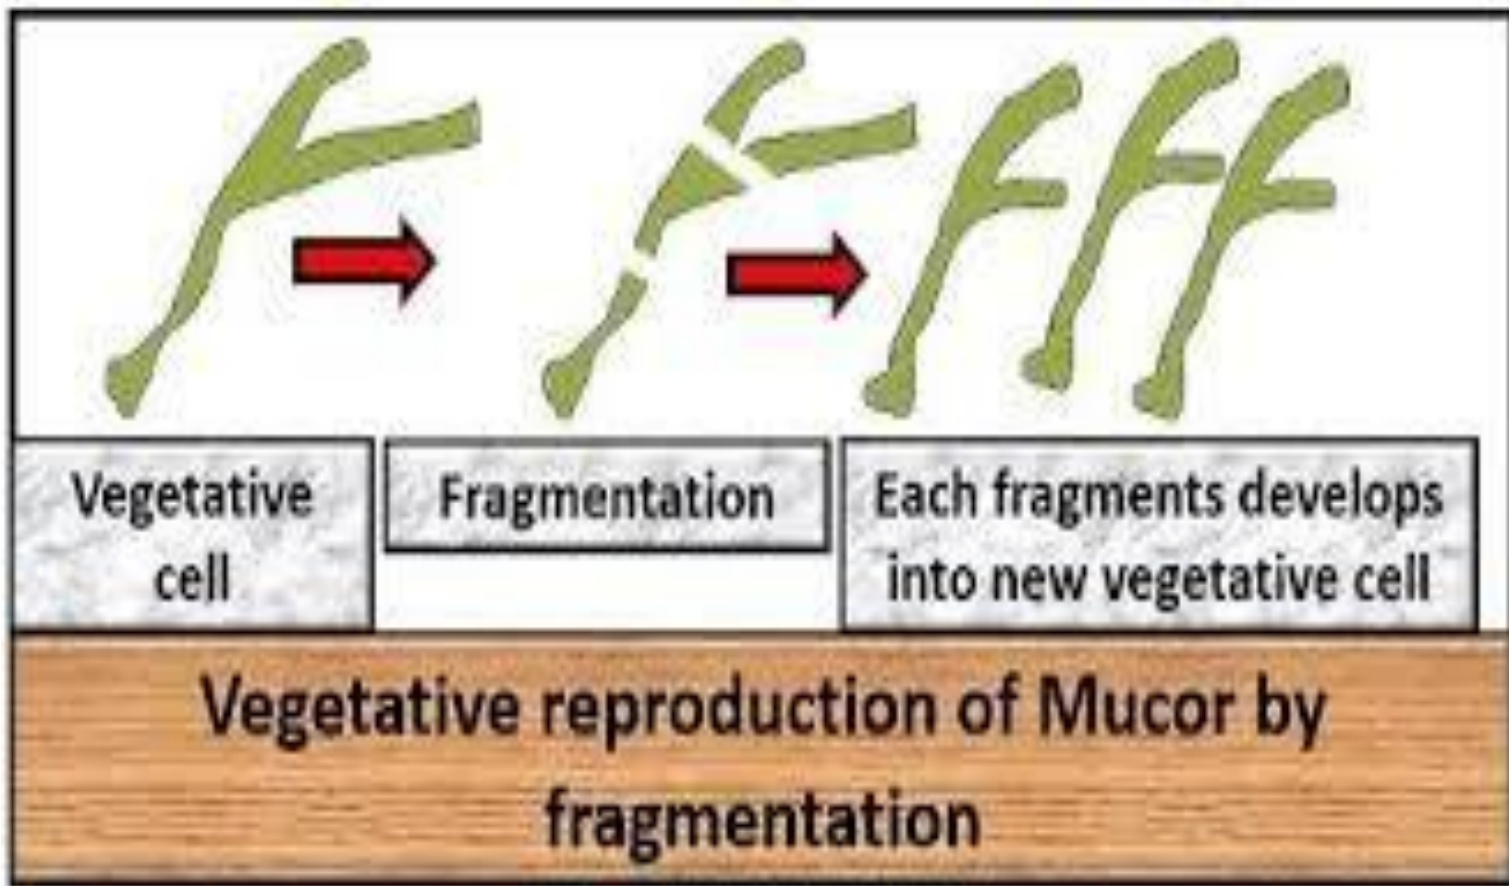 Vegetative
cell
Fragmentation
Each fragments develops
into new vegetative cell
Vegetative reproduction of Mucor by
fragmentation